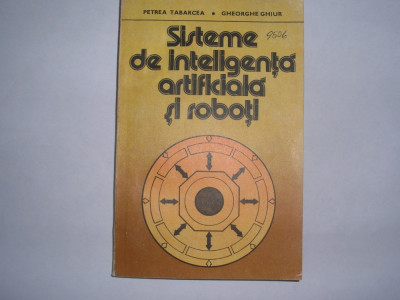 PETREA TABARCEA • GHEORGHE GHIUR
Sisteme
9526
de inteligență
artificială
și roboți